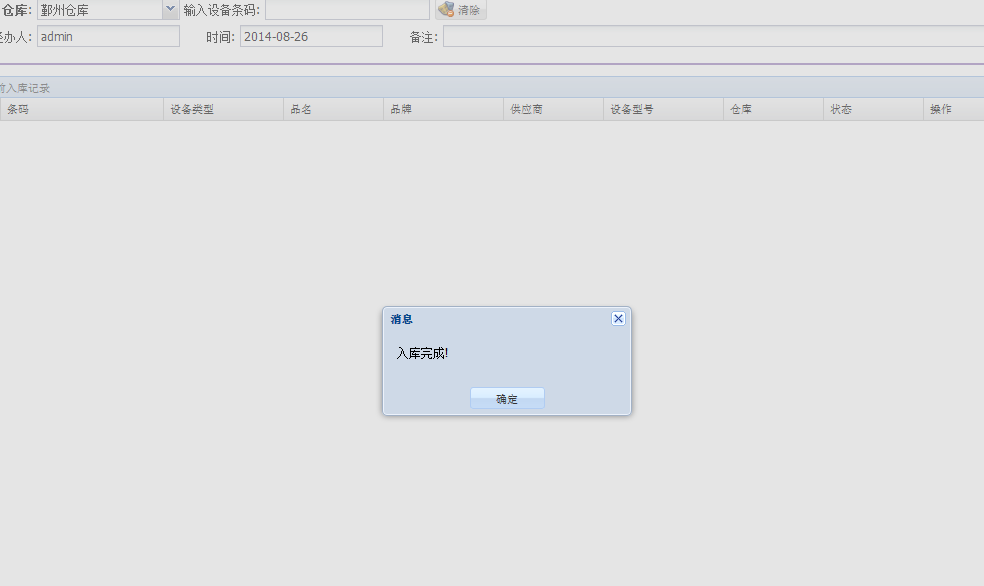 仓库: 鄞州仓库 输入设备条码: 清除
办人: admin 时间: 2014-08-26 备注:
入库记录
条码 设备类型 品名 品牌 供应商 设备型号 仓库 状态 操作
消息
入库完成!
确定